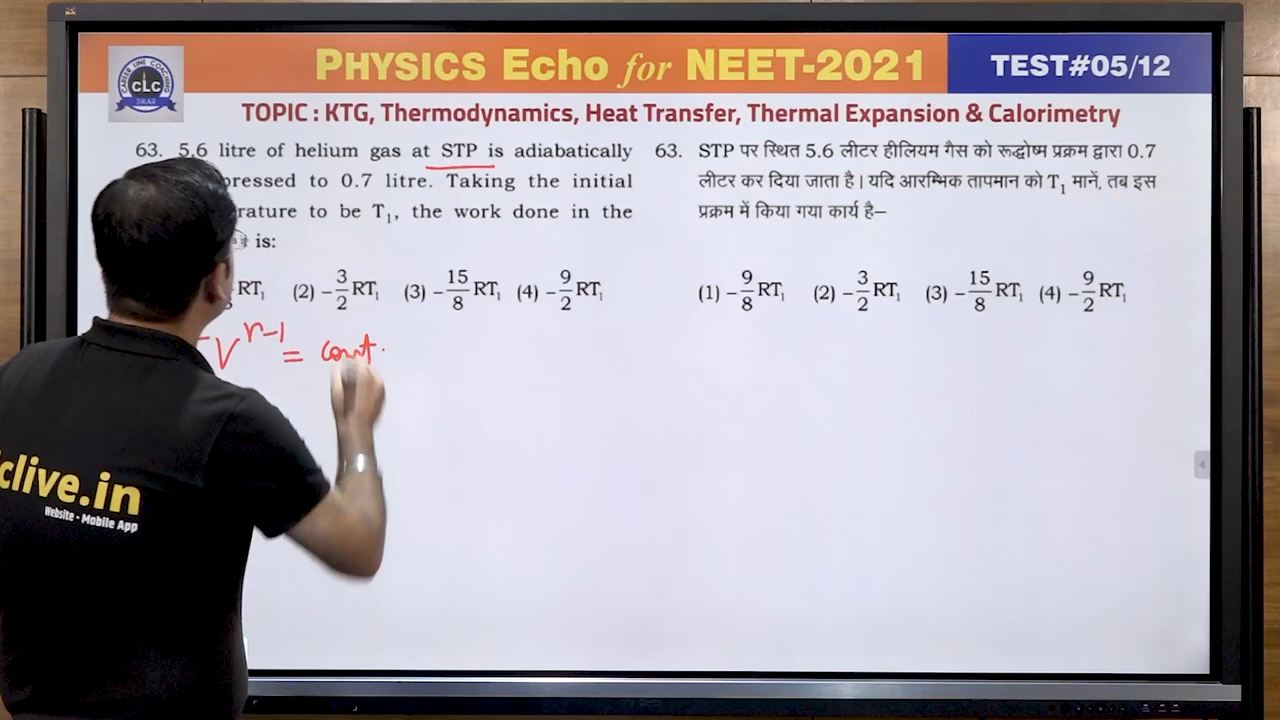 PHYSICS Echo for NEET-2021
TEST#05/12
CLC
SIKAR
TOPIC : KTG, Thermodynamics, Heat Transfer, Thermal Expansion & Calorimetry
63. 5.6 litre of helium gas at STP is adiabatically
pressed to 0.7 litre. Taking the initial
rature to be T₁, the work done in the
is:
RT₁ (2) −3/2 RT₁ (3) −15/8 RT₁ (4) −9/2 RT₁
63. STP पर स्थित 5.6 लीटर हीलियम गैस को रूद्धोष्म प्रक्रम द्वारा 0.7
लीटर कर दिया जाता है। यदि आरम्भिक तापमान को T₁ मानें, तब इस
प्रक्रम में किया गया कार्य है–
(1) −9/8 RT₁ (2) −3/2 RT₁ (3) −15/8 RT₁ (4) −9/2 RT₁
V^r-1 = const.
clive.in
Website - Mobile App